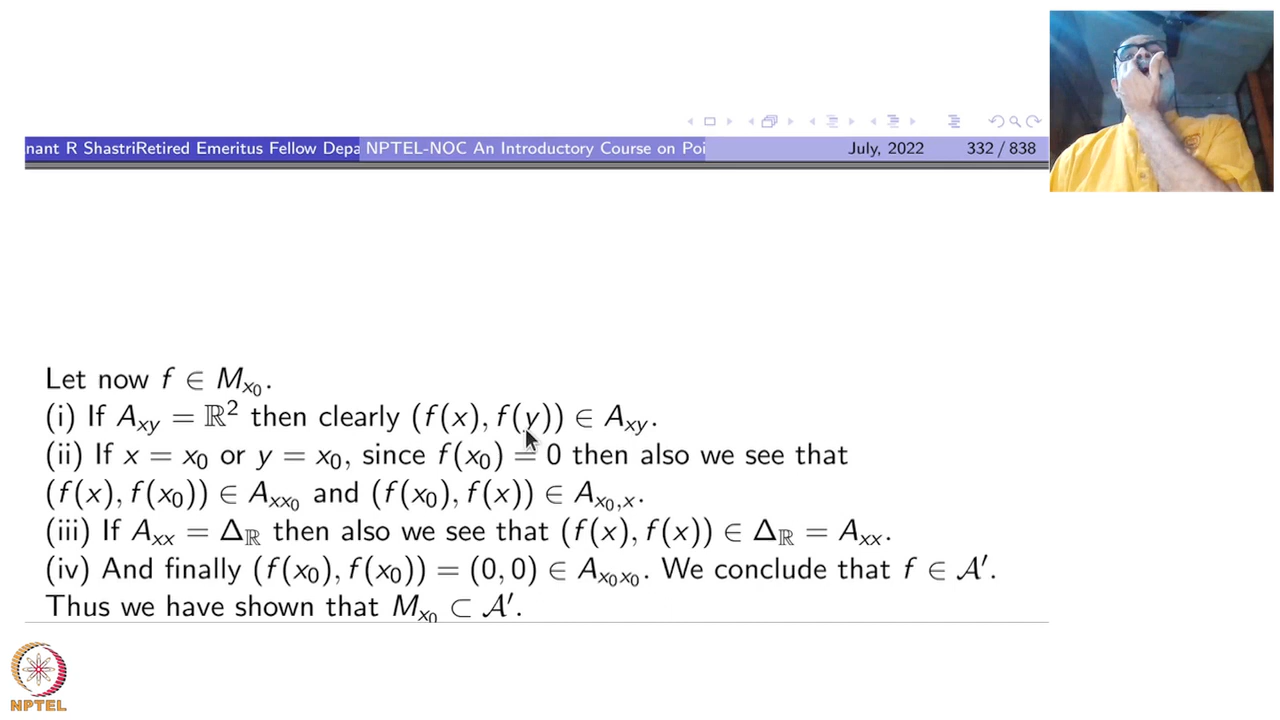 nant R ShastriRetired Emeritus Fellow Depa NPTEL-NOC An Introductory Course on Poi July, 2022 332 / 838
Let now f ∈ M_{x_0}.
(i) If A_{xy} = ℝ² then clearly (f(x), f(y)) ∈ A_{xy}.
(ii) If x = x_0 or y = x_0, since f(x_0) = 0 then also we see that
(f(x), f(x_0)) ∈ A_{xx_0} and (f(x_0), f(x)) ∈ A_{x_0,x}.
(iii) If A_{xx} = Δ_ℝ then also we see that (f(x), f(x)) ∈ Δ_ℝ = A_{xx}.
(iv) And finally (f(x_0), f(x_0)) = (0, 0) ∈ A_{x_0x_0}. We conclude that f ∈ 𝒜′.
Thus we have shown that M_{x_0} ⊂ 𝒜′.
NPTEL